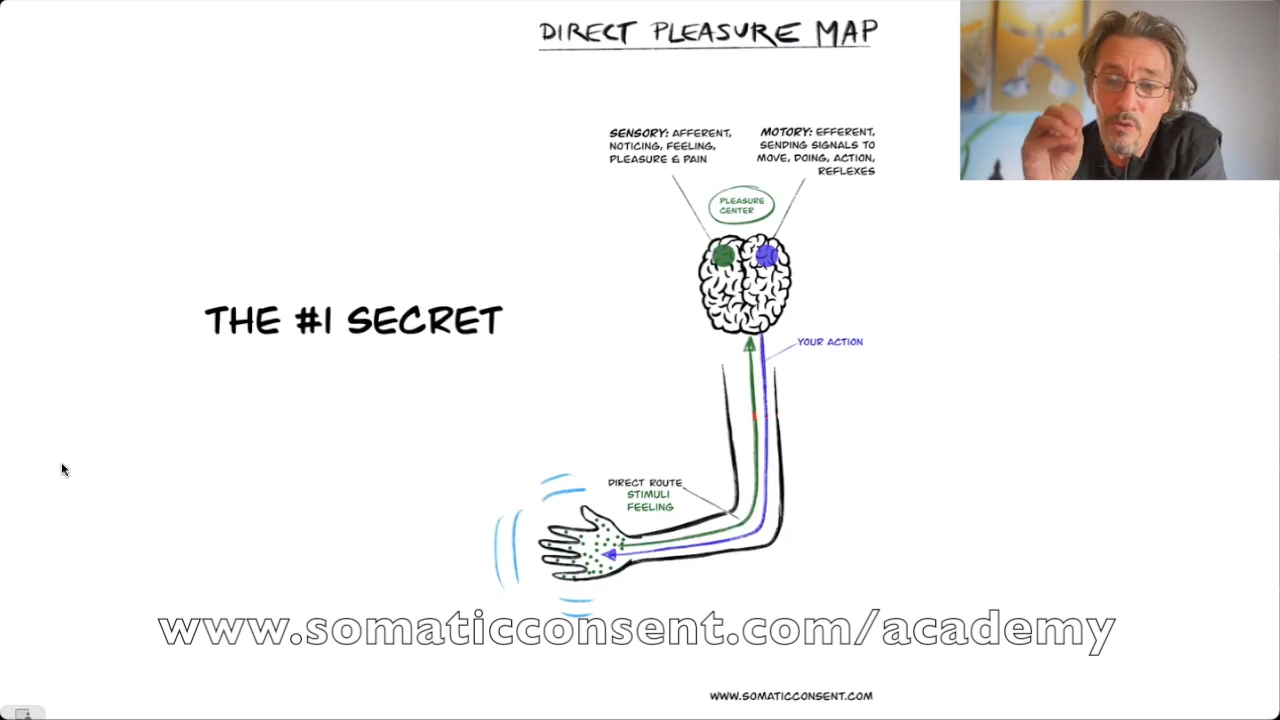 DIRECT PLEASURE MAP
SENSORY: AFFERENT,
NOTICING, FEELING,
PLEASURE & PAIN
MOTORY: EFFERENT,
SENDING SIGNALS TO
MOVE, DOING, ACTION,
REFLEXES
PLEASURE
CENTER
THE #1 SECRET
YOUR ACTION
DIRECT ROUTE
STIMULI
FEELING
www.somaticconsent.com/academy
WWW.SOMATICCONSENT.COM